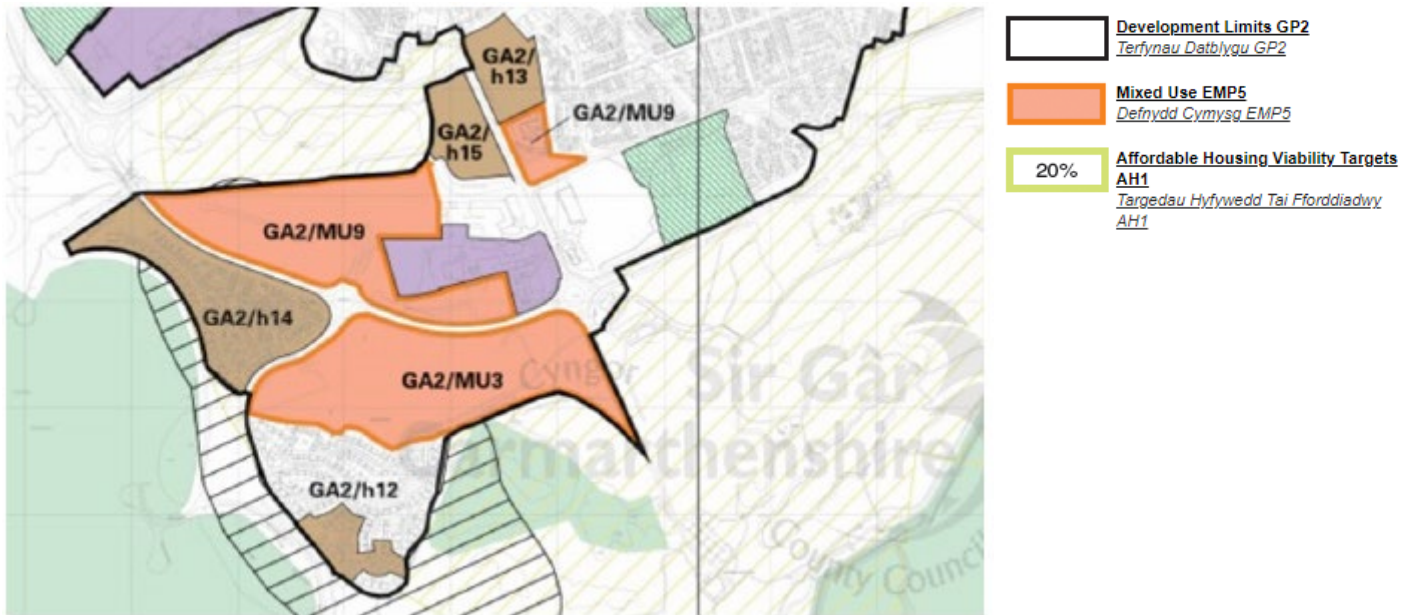 GA2/
h13
GA2/MU9
GA2/
h15
GA2/MU9
GA2/h14
GA2/MU3
GA2/h12
Cyngor Sir Gâr
Carmarthenshire
County Council
Development Limits GP2
Terfynau Datblygu GP2
Mixed Use EMP5
Defnydd Cymysg EMP5
20%
Affordable Housing Viability Targets
AH1
Targedau Hyfywedd Tai Fforddiadwy
AH1